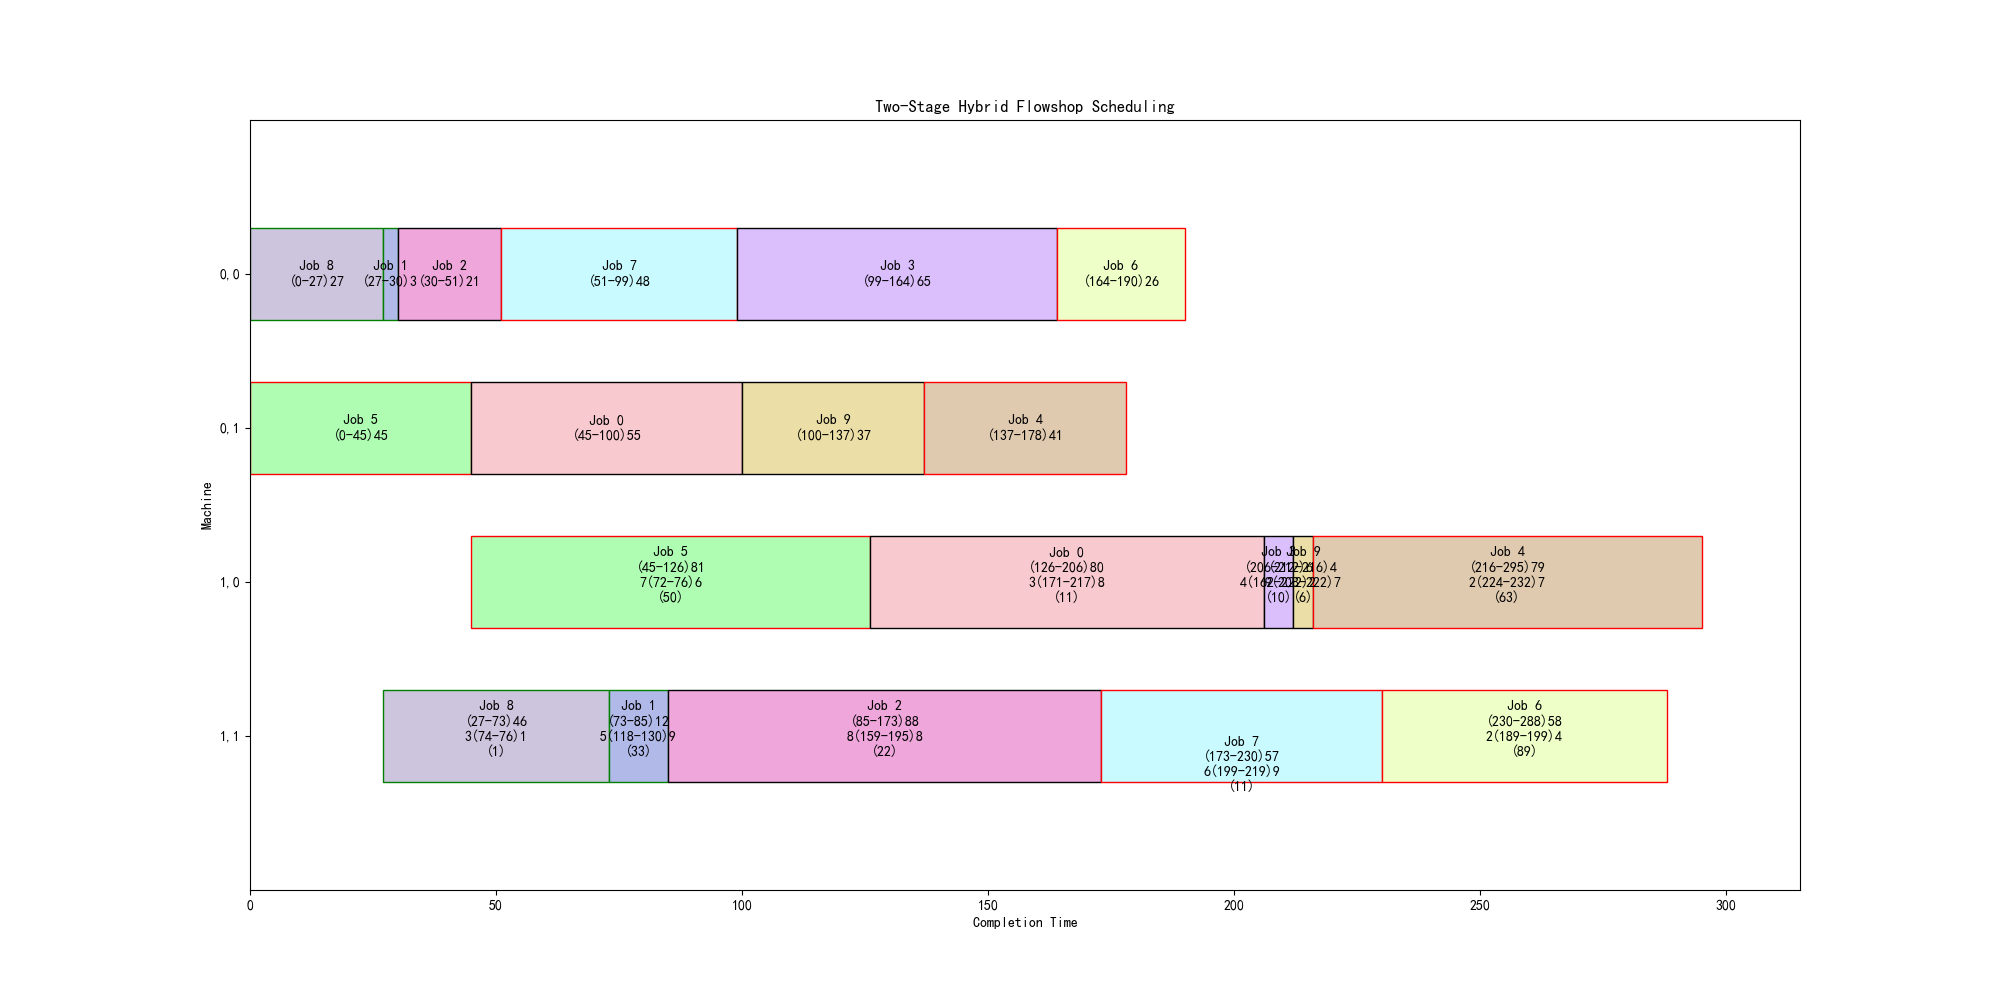 Two-Stage Hybrid Flowshop Scheduling
0,0
Job 8
(0-27)27
Job 1
(27-30)3
Job 2
(30-51)21
Job 7
(51-99)48
Job 3
(99-164)65
Job 6
(164-190)26
0,1
Job 5
(0-45)45
Job 0
(45-100)55
Job 9
(100-137)37
Job 4
(137-178)41
Machine
1,0
Job 5
(45-126)81
7(72-76)6
(50)
Job 0
(126-206)80
3(171-217)8
(11)
Job
(10)
Job 9
(212-216)4
(6)
Job 4
(216-295)79
2(224-232)7
(63)
1,1
Job 8
(27-73)46
3(74-76)1
(1)
Job 1
(73-85)12
5(118-130)9
(33)
Job 2
(85-173)88
8(159-195)8
(22)
Job 7
(173-230)57
6(199-219)9
(11)
Job 6
(230-288)58
2(189-199)4
(89)
0
50
100
150
200
250
300
Completion Time